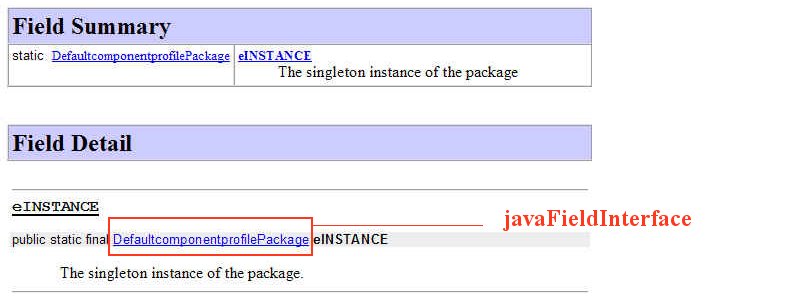 Field Summary
static DefaultcomponentprofilePackage eINSTANCE
The singleton instance of the package
Field Detail
eINSTANCE
javaFieldInterface
public static final DefaultcomponentprofilePackage eINSTANCE
The singleton instance of the package.